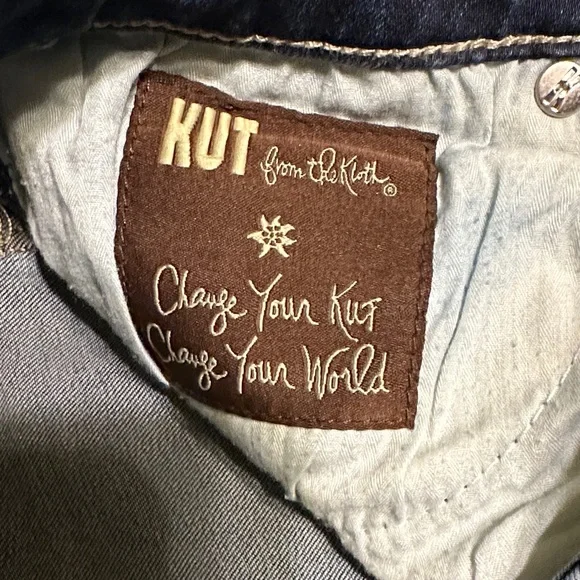 KUT from the Kloth®
Change Your Kut
Change Your World